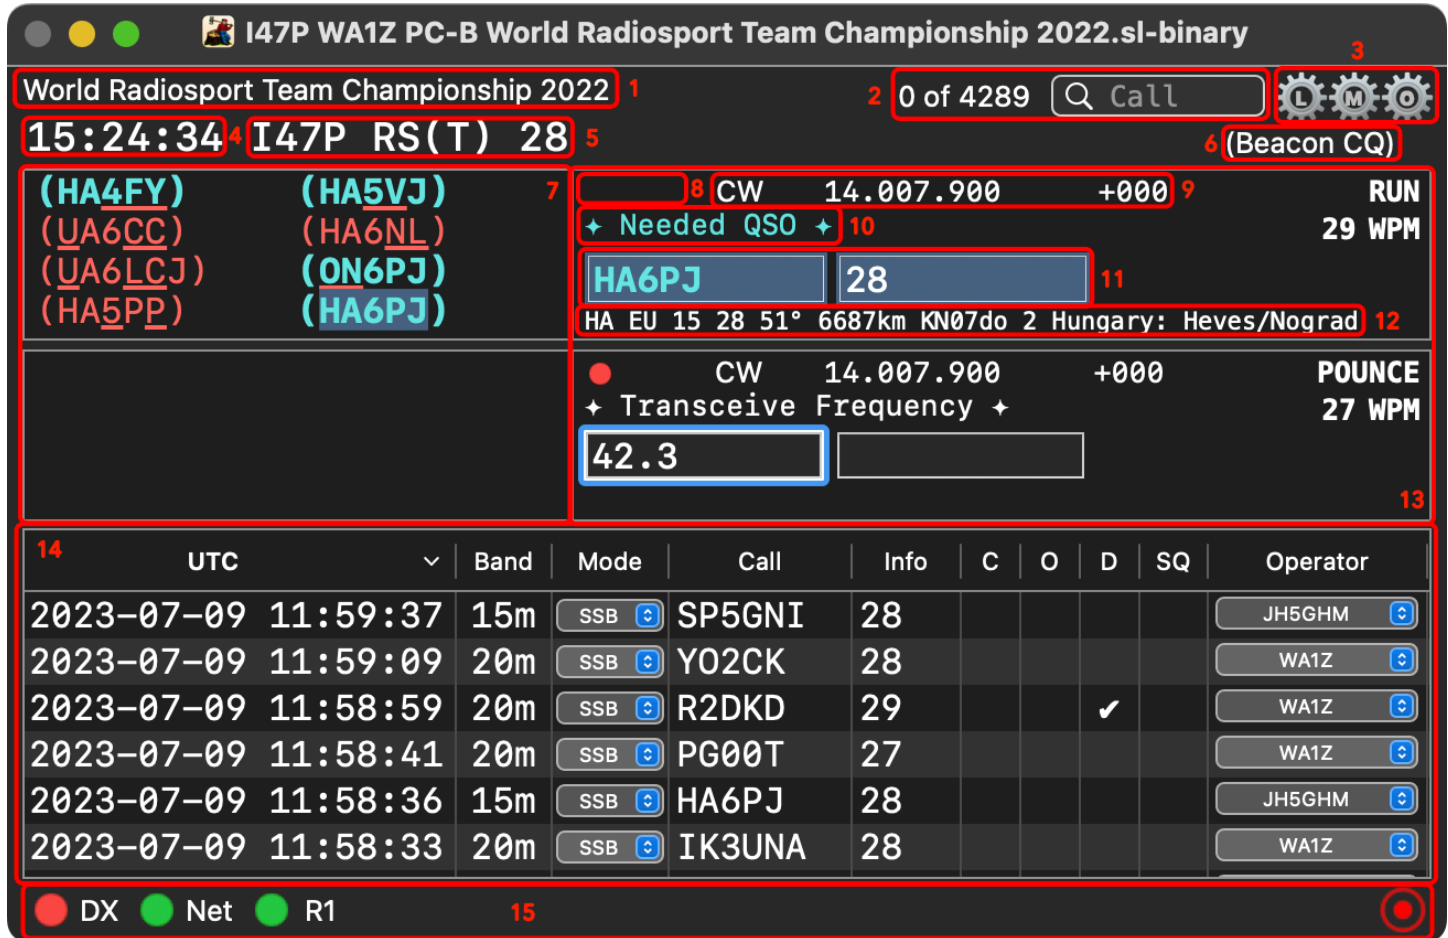 I47P WA1Z PC-B World Radiosport Team Championship 2022.sl-binary
World Radiosport Team Championship 2022 1 2 0 of 4289 Call 3 L M O
15:24:34 4 I47P RS(T) 28 5 6 (Beacon CQ)
(HA4FY) (HA5VJ) 7
(UA6CC) (HA6NL)
(UA6LCJ) (ON6PJ)
(HA5PP) (HA6PJ)
8 CW 14.007.900 +000 9 RUN
✦ Needed QSO ✦ 10 29 WPM
HA6PJ 28 11
HA EU 15 28 51° 6687km KN07do 2 Hungary: Heves/Nograd 12
CW 14.007.900 +000 POUNCE
✦ Transceive Frequency ✦ 27 WPM
42.3
13
14 UTC Band Mode Call Info C O D SQ Operator
2023-07-09 11:59:37 15m SSB SP5GNI 28 JH5GHM
2023-07-09 11:59:09 20m SSB YO2CK 28 WA1Z
2023-07-09 11:58:59 20m SSB R2DKD 29 ✔ WA1Z
2023-07-09 11:58:41 20m SSB PG00T 27 WA1Z
2023-07-09 11:58:36 15m SSB HA6PJ 28 JH5GHM
2023-07-09 11:58:33 20m SSB IK3UNA 28 WA1Z
DX Net R1 15